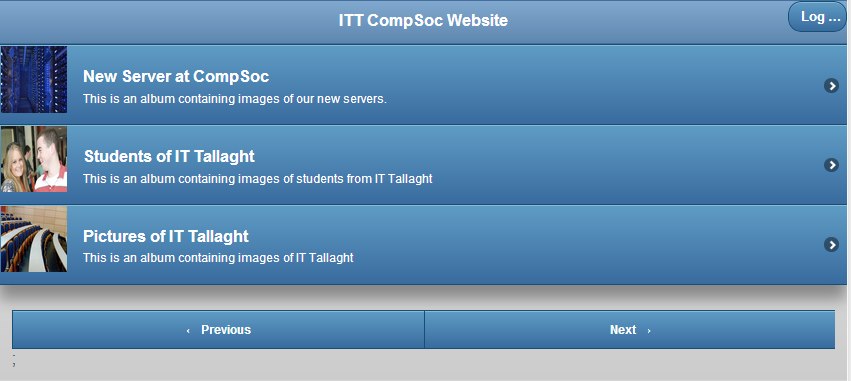 ITT CompSoc Website
Log ...
New Server at CompSoc
This is an album containing images of our new servers.
Students of IT Tallaght
This is an album containing images of students from IT Tallaght
Pictures of IT Tallaght
This is an album containing images of IT Tallaght
‹ Previous
Next ›
;